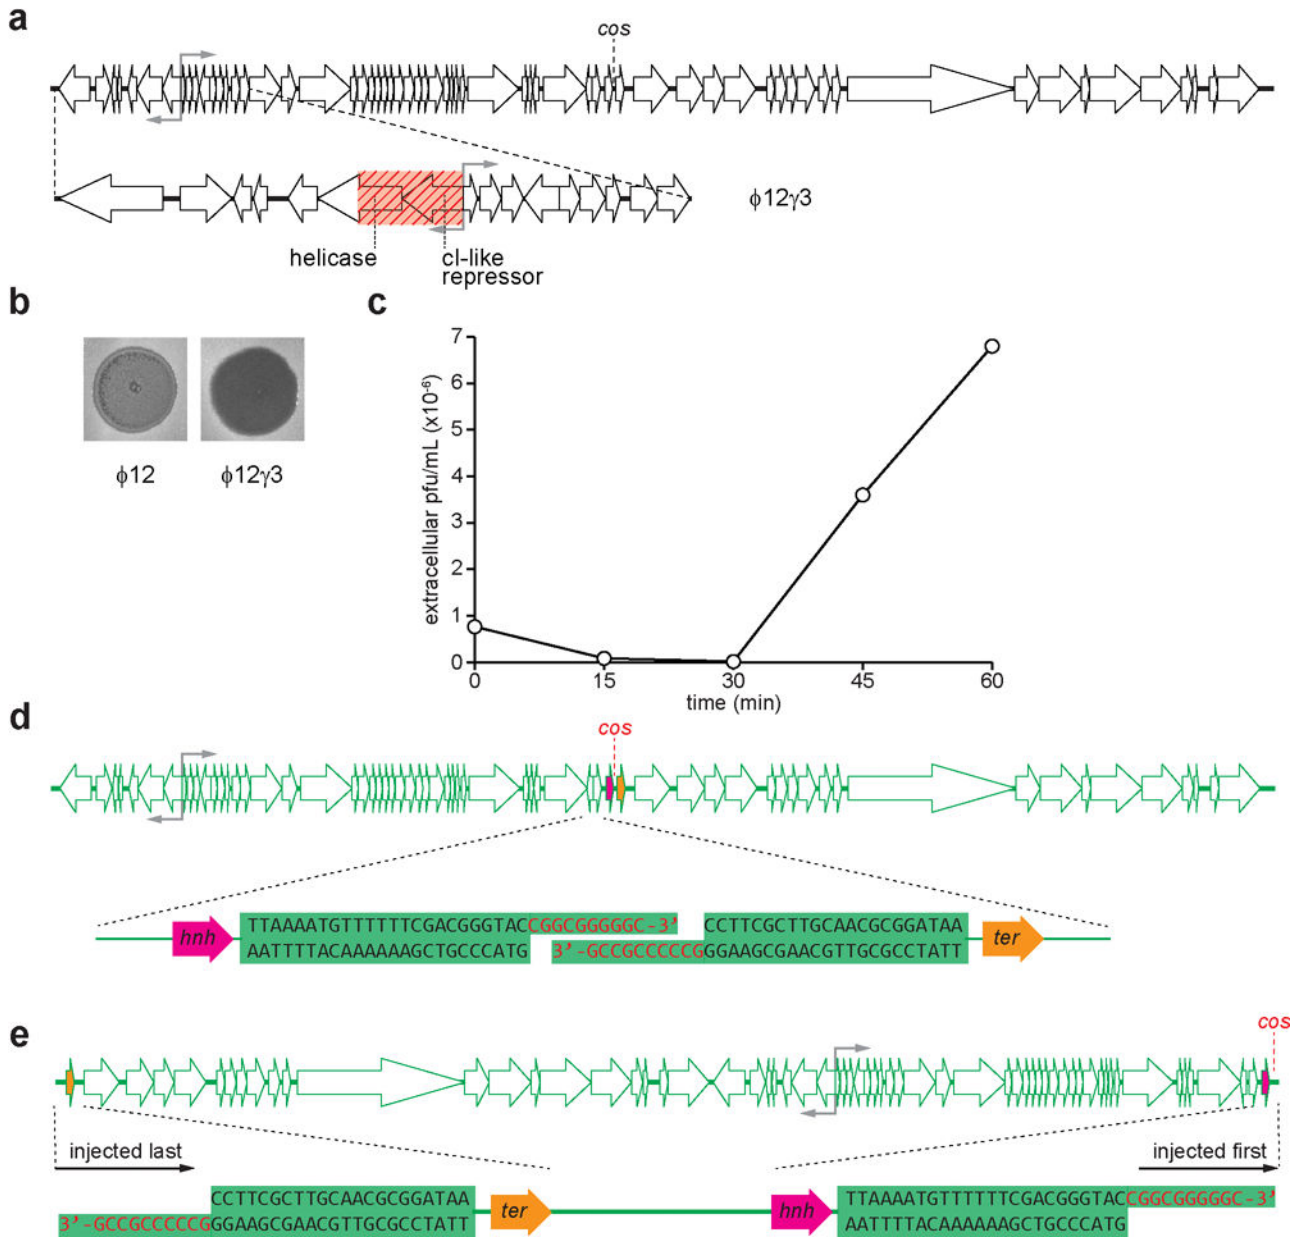 a
cos
ϕ12γ3
helicase
cI-like
repressor
b
ϕ12
ϕ12γ3
c
extracellular pfu/mL (x10⁻⁶)
7
6
5
4
3
2
1
0
0
15
30
45
60
time (min)
d
cos
hnh
TTAAAATGTTTTTTCGACGGGTACCGGCGGGGGC-3’
CCTTCGCTTGCAACGCGGATAA
AATTTTACAAAAAAGCTGCCCATG
3’-GCCGCCCCCGGGAAGCGAACGTTGCGCCTATT
ter
e
cos
injected last
injected first
CCTTCGCTTGCAACGCGGATAA
3’-GCCGCCCCCGGGAAGCGAACGTTGCGCCTATT
ter
hnh
TTAAAATGTTTTTTCGACGGGTACCGGCGGGGGC-3’
AATTTTACAAAAAAGCTGCCCATG